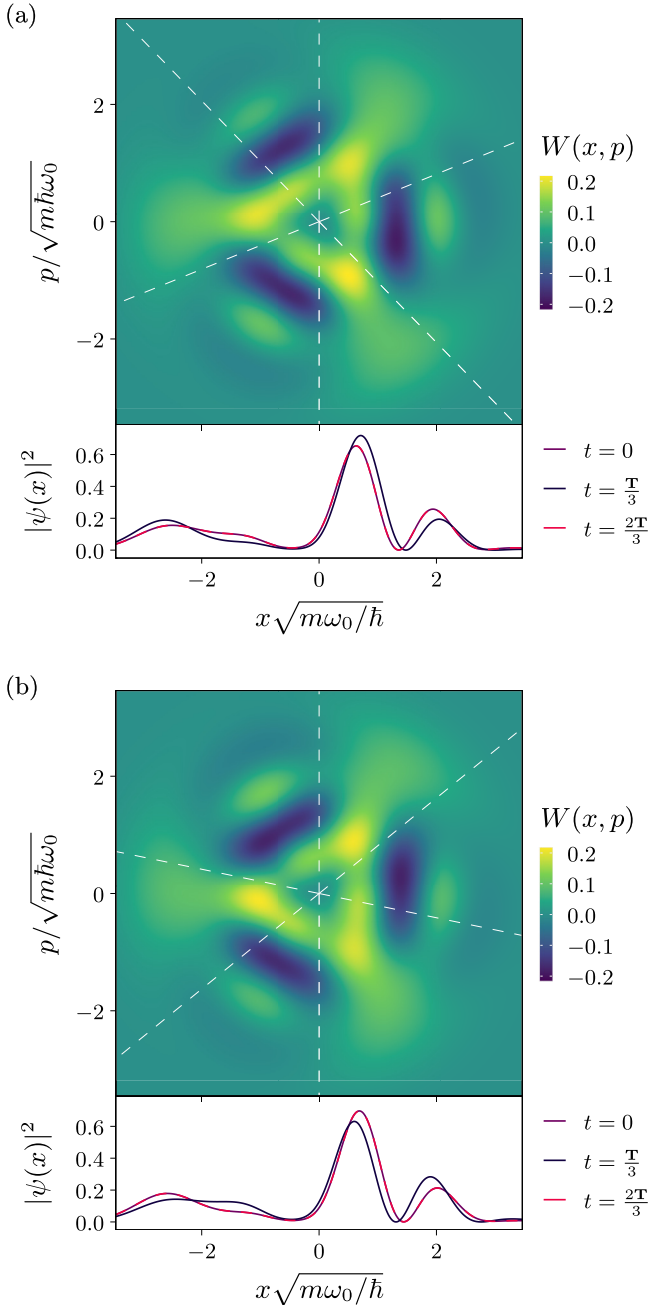 (a)
2
0
−2
p/√mħω₀
W(x, p)
0.2
0.1
0.0
−0.1
−0.2
0.6
0.4
0.2
0.0
|ψ(x)|²
t = 0
t = T/3
t = 2T/3
−2 0 2
x√mω₀/ħ
(b)
2
0
−2
p/√mħω₀
W(x, p)
0.2
0.1
0.0
−0.1
−0.2
0.6
0.4
0.2
0.0
|ψ(x)|²
t = 0
t = T/3
t = 2T/3
−2 0 2
x√mω₀/ħ